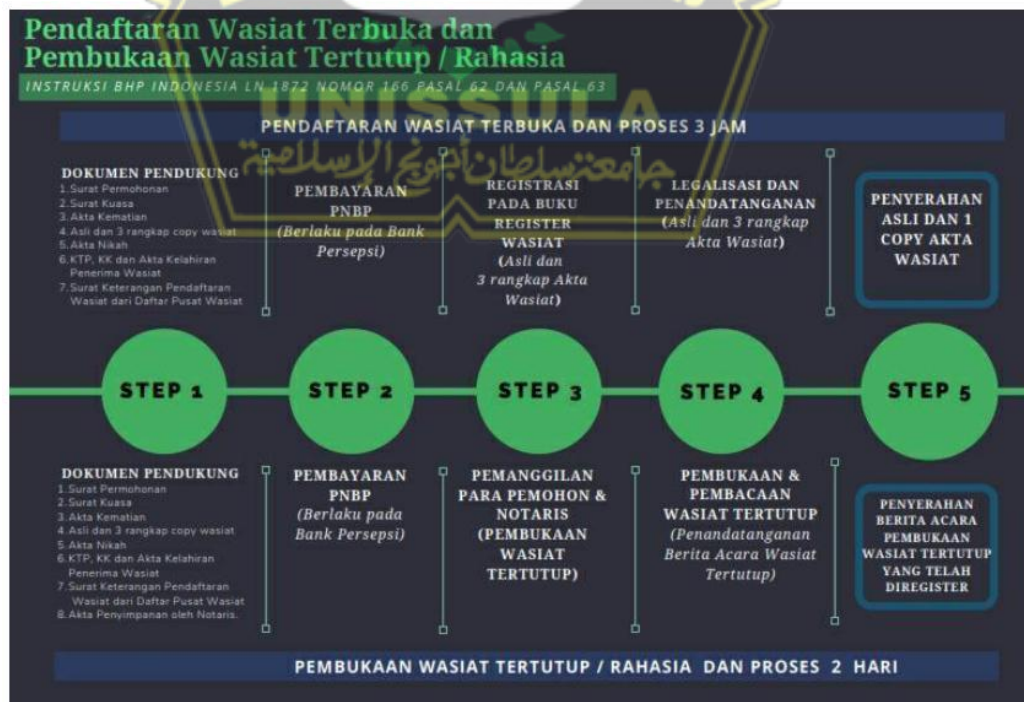 Pendaftaran Wasiat Terbuka dan
Pembukaan Wasiat Tertutup / Rahasia
INSTRUKSI BHP INDONESIA LN 1872 NOMOR 166 PASAL 62 DAN PASAL 63
UNISSULA
جامعتسلطان أجونج الإسلامية
PENDAFTARAN WASIAT TERBUKA DAN PROSES 3 JAM
DOKUMEN PENDUKUNG
1.Surat Permohonan
2.Surat Kuasa
3.Akta Kematian
4.Asli dan 3 rangkap copy wasiat
5.Akta Nikah
6.KTP, KK dan Akta Kelahiran
Penerima Wasiat
7.Surat Keterangan Pendaftaran
Wasiat dari Daftar Pusat Wasiat
PEMBAYARAN
PNBP
(Berlaku pada Bank
Persepsi)
REGISTRASI
PADA BUKU
REGISTER
WASIAT
(Asli dan
3 rangkap Akta
Wasiat)
LEGALISASI DAN
PENANDATANGANAN
(Asli dan 3 rangkap
Akta Wasiat)
PENYERAHAN
ASLI DAN 1
COPY AKTA
WASIAT
STEP 1
STEP 2
STEP 3
STEP 4
STEP 5
DOKUMEN PENDUKUNG
1.Surat Permohonan
2.Surat Kuasa
3.Akta Kematian
4.Asli dan 3 rangkap copy wasiat.
5.Akta Nikah
6.KTP, KK dan Akta Kelahiran
Penerima Wasiat
7.Surat Keterangan Pendaftaran
Wasiat dari Daftar Pusat Wasiat
8.Akta Penyimpanan oleh Notaris.
PEMBAYARAN
PNBP
(Berlaku pada
Bank Persepsi)
PEMANGGILAN
PARA PEMOHON &
NOTARIS
(PEMBUKAAN
WASIAT
TERTUTUP)
PEMBUKAAN &
PEMBACAAN
WASIAT TERTUTUP
(Penandatanganan
Berita Acara Wasiat
Tertutup)
PENYERAHAN
BERITA ACARA
PEMBUKAAN
WASIAT TERTUTUP
YANG TELAH
DIREGISTER
PEMBUKAAN WASIAT TERTUTUP / RAHASIA DAN PROSES 2 HARI